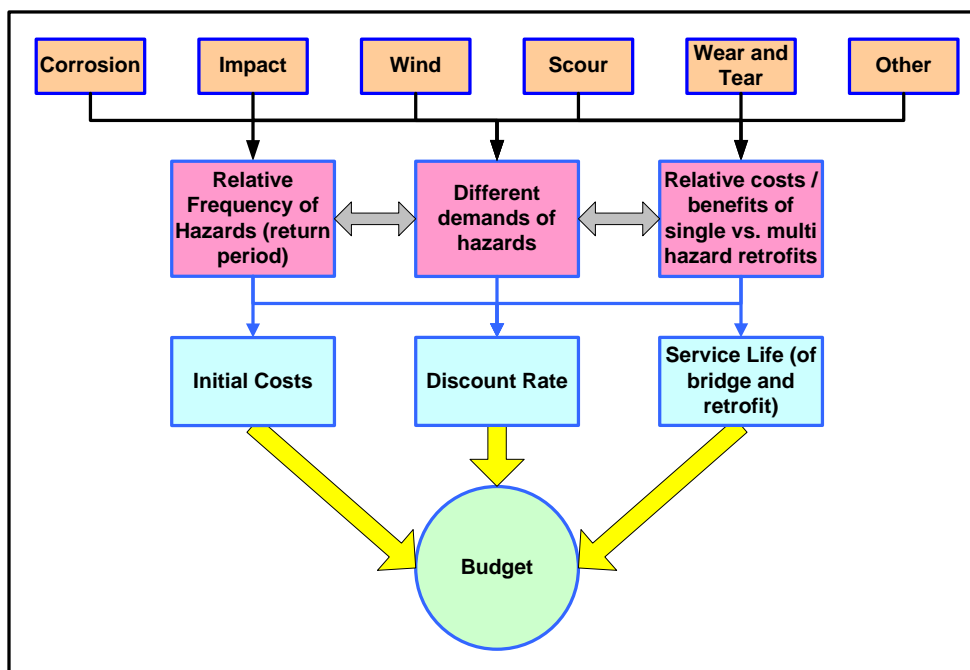 Corrosion
Impact
Wind
Scour
Wear and
Tear
Other
Relative
Frequency of
Hazards (return
period)
Different
demands of
hazards
Relative costs /
benefits of
single vs. multi
hazard retrofits
Initial Costs
Discount Rate
Service Life (of
bridge and
retrofit)
Budget